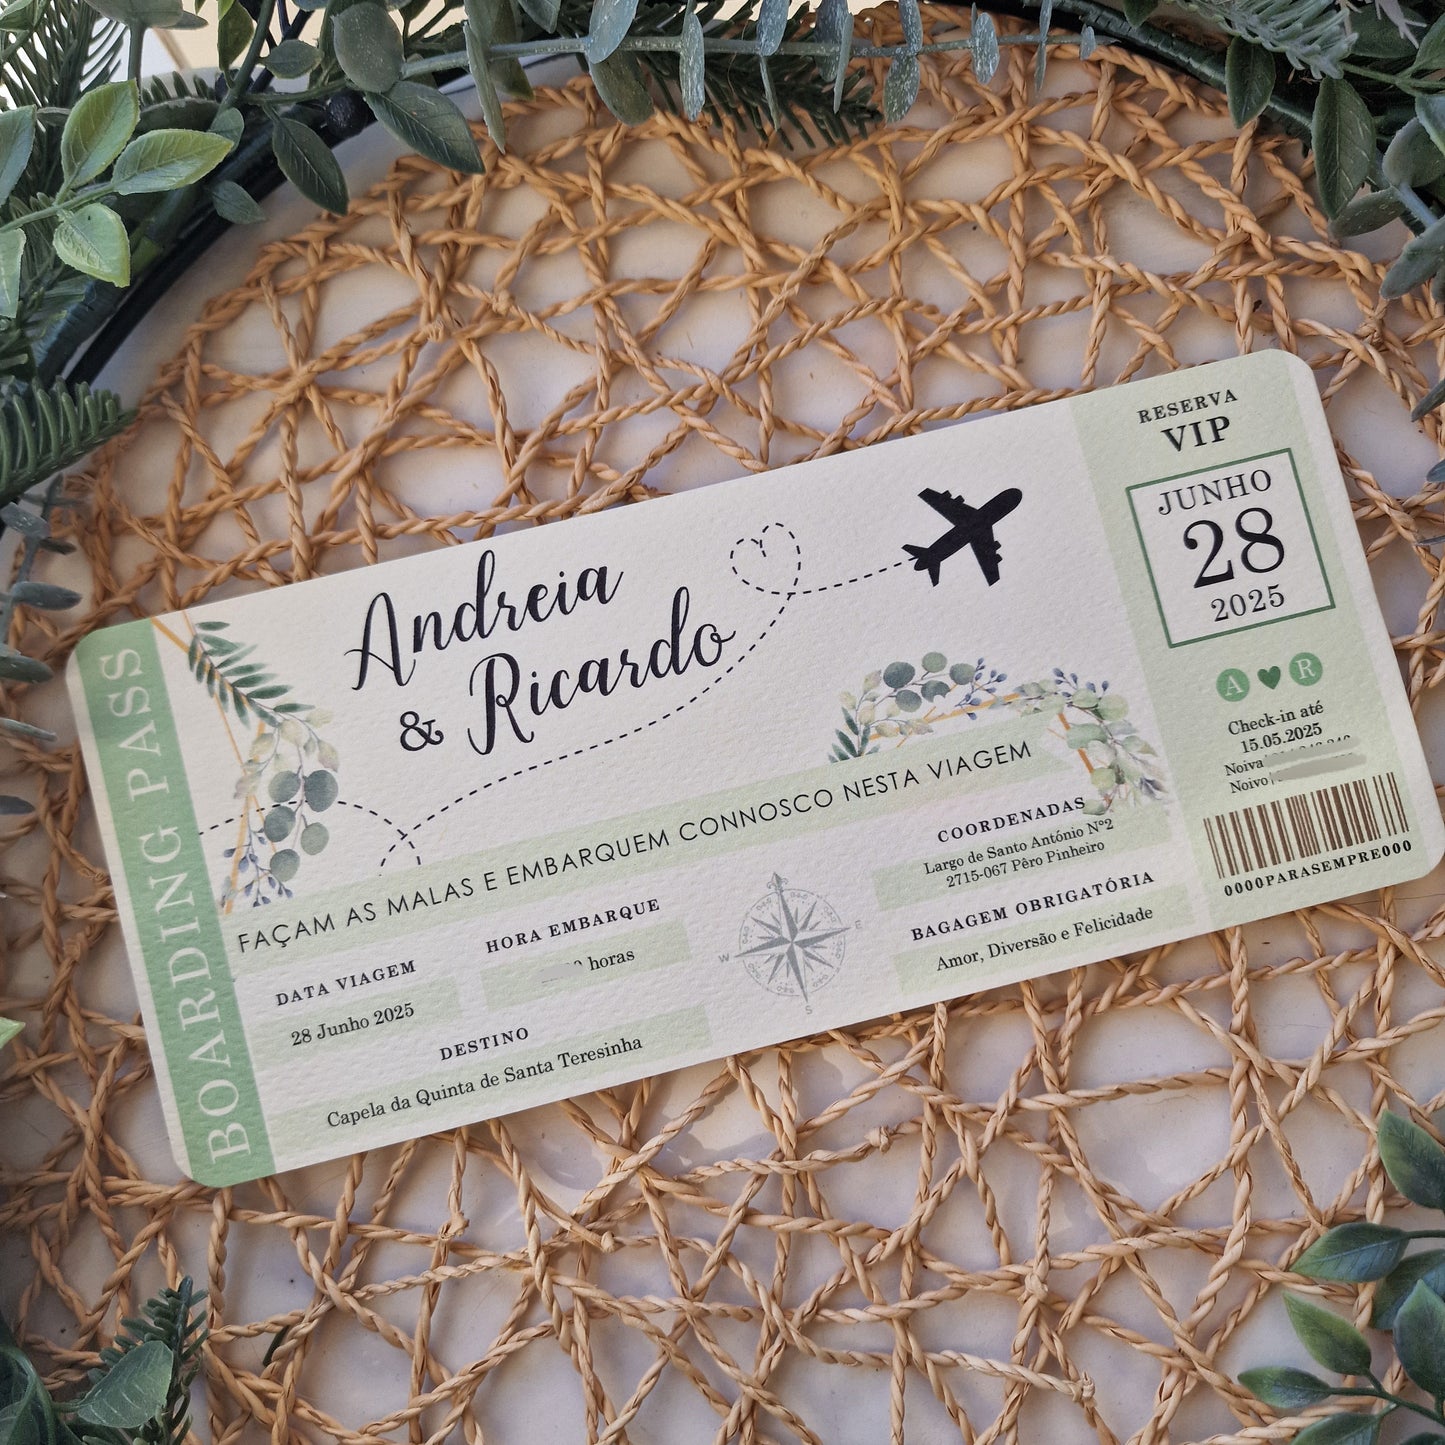 BOARDING PASS
Andreia
& Ricardo
FAÇAM AS MALAS E EMBARQUEM CONNOSCO NESTA VIAGEM
DATA VIAGEM
28 Junho 2025
HORA EMBARQUE
horas
DESTINO
Capela da Quinta de Santa Teresinha
N
E
S
W
COORDENADAS
Largo de Santo António Nº2
2715-067 Pêro Pinheiro
BAGAGEM OBRIGATÓRIA
Amor, Diversão e Felicidade
RESERVA
VIP
JUNHO
28
2025
A R
Check-in até
15.05.2025
Noiva|
Noivo|
0000PARASEMPRE000